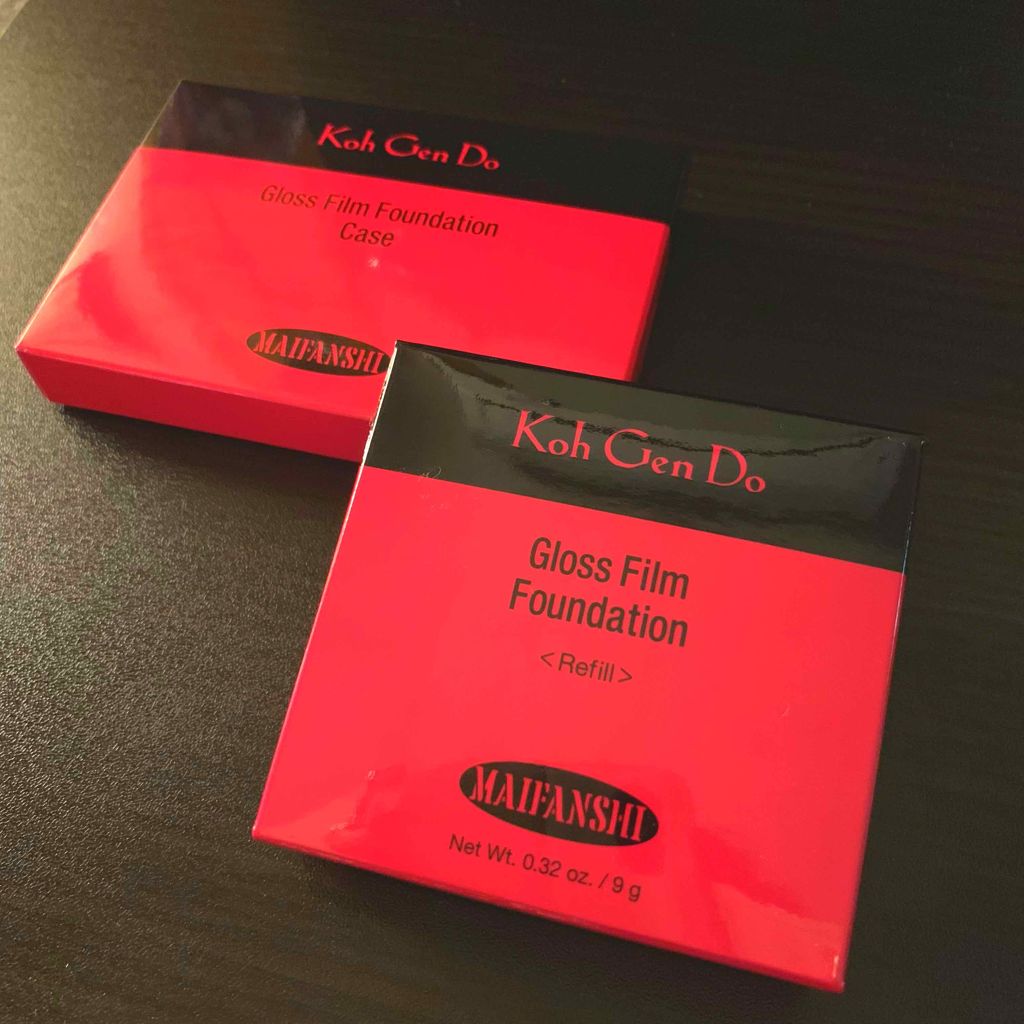 Koh Gen Do
Gloss Film Foundation
Case
MAIFANSHI
Koh Gen Do
Gloss Film
Foundation
<Refill>
MAIFANSHI
Net Wt. 0.32 oz. / 9 g